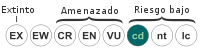 Extinto Amenazado Riesgo bajo
EX EW CR EN VU cd nt lc